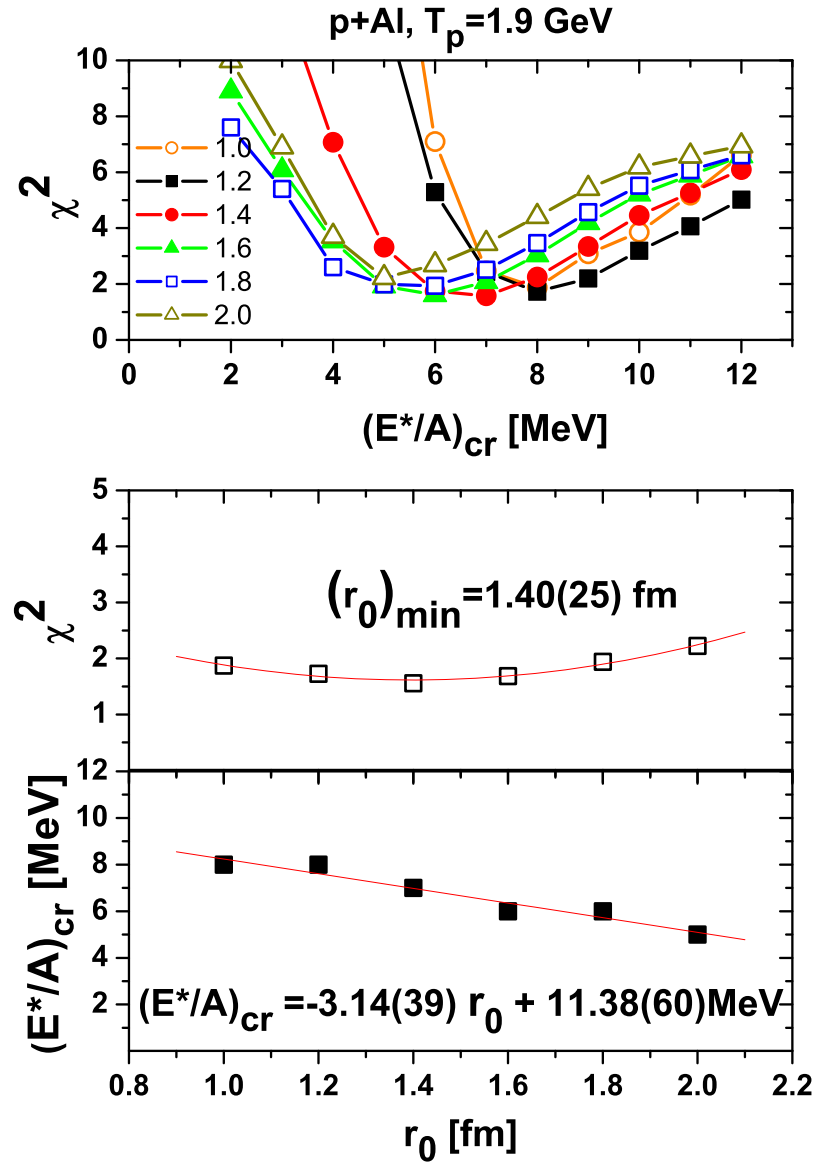 p+Al, T_p=1.9 GeV
10
8
6
4
2
0
χ²
1.0
1.2
1.4
1.6
1.8
2.0
0 2 4 6 8 10 12
(E*/A)_cr [MeV]
5
4
3
2
1
χ²
(r_0)_min=1.40(25) fm
12
10
8
6
4
2
(E*/A)_cr [MeV]
(E*/A)_cr =-3.14(39) r_0 + 11.38(60)MeV
0.8 1.0 1.2 1.4 1.6 1.8 2.0 2.2
r_0 [fm]